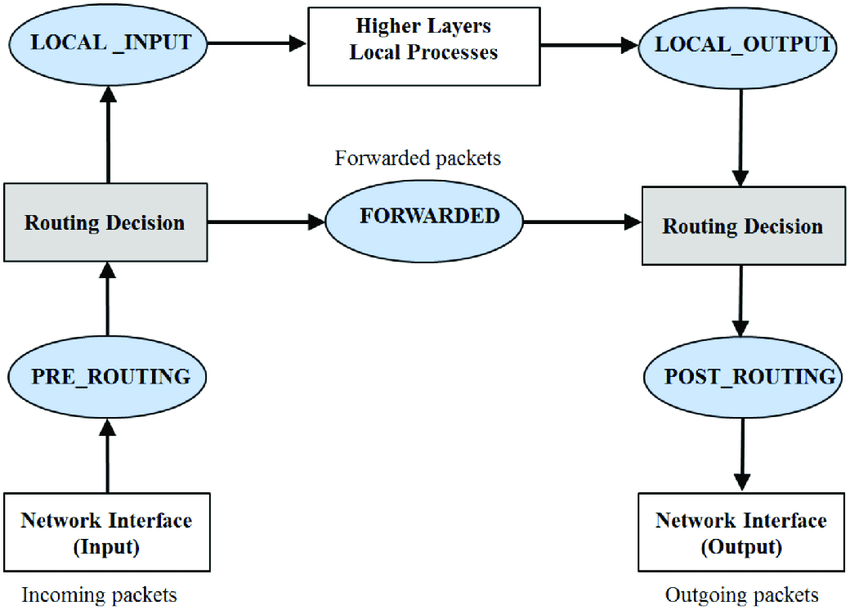 LOCAL _INPUT
Higher Layers
Local Processes
LOCAL_OUTPUT
Forwarded packets
Routing Decision
FORWARDED
Routing Decision
PRE_ROUTING
POST_ROUTING
Network Interface
(Input)
Network Interface
(Output)
Incoming packets
Outgoing packets